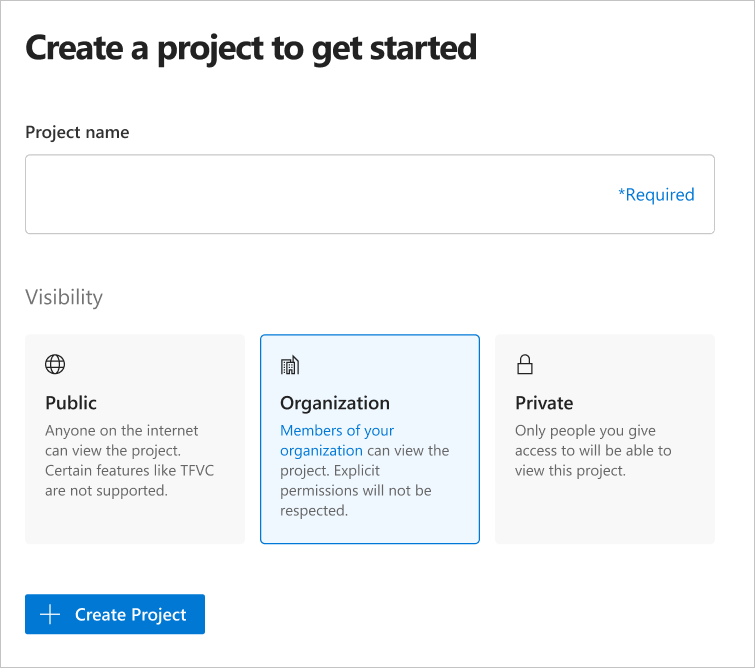 Create a project to get started
Project name
*Required
Visibility
Public
Anyone on the internet
can view the project.
Certain features like TFVC
are not supported.
Organization
Members of your
organization can view the
project. Explicit
permissions will not be
respected.
Private
Only people you give
access to will be able to
view this project.
Create Project